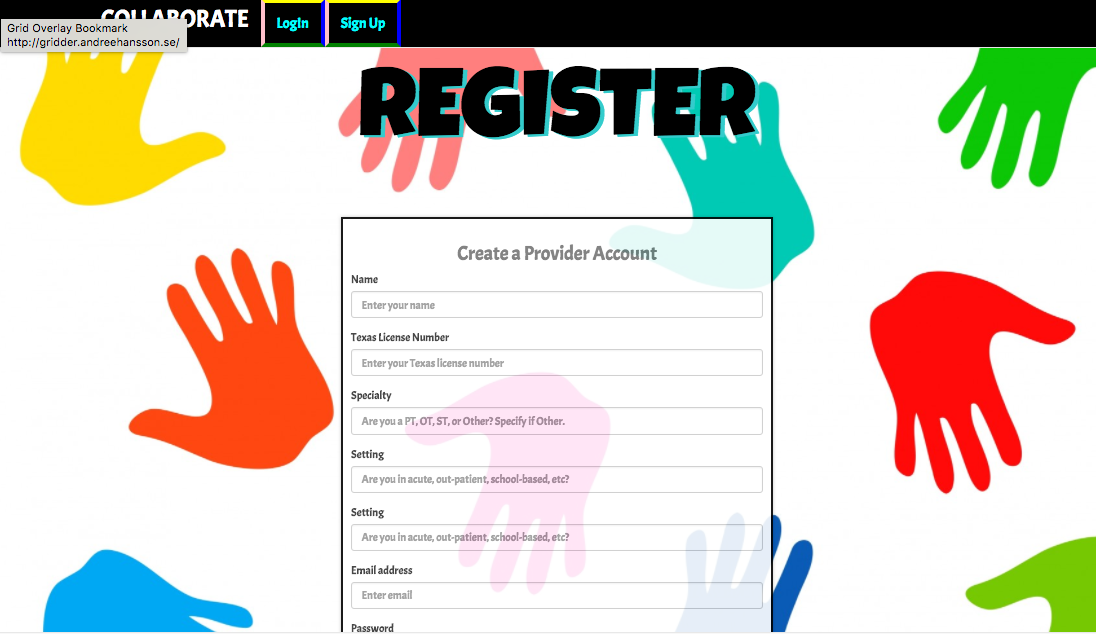 COLLABORATE
LogIn
Sign Up
Grid Overlay Bookmark
http://gridder.andreehansson.se/
REGISTER
Create a Provider Account
Name
Enter your name
Texas License Number
Enter your Texas license number
Specialty
Are you a PT, OT, ST, or Other? Specify if Other.
Setting
Are you in acute, out-patient, school-based, etc?
Setting
Are you in acute, out-patient, school-based, etc?
Email address
Enter email
Password